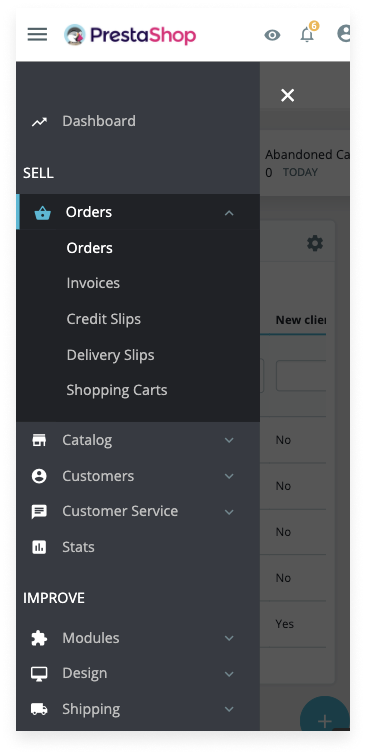 PrestaShop
6
Dashboard
SELL
Orders
Orders
Invoices
Credit Slips
Delivery Slips
Shopping Carts
Catalog
Customers
Customer Service
Stats
IMPROVE
Modules
Design
Shipping
Abandoned Ca
0 TODAY
New clien
No
No
No
No
Yes